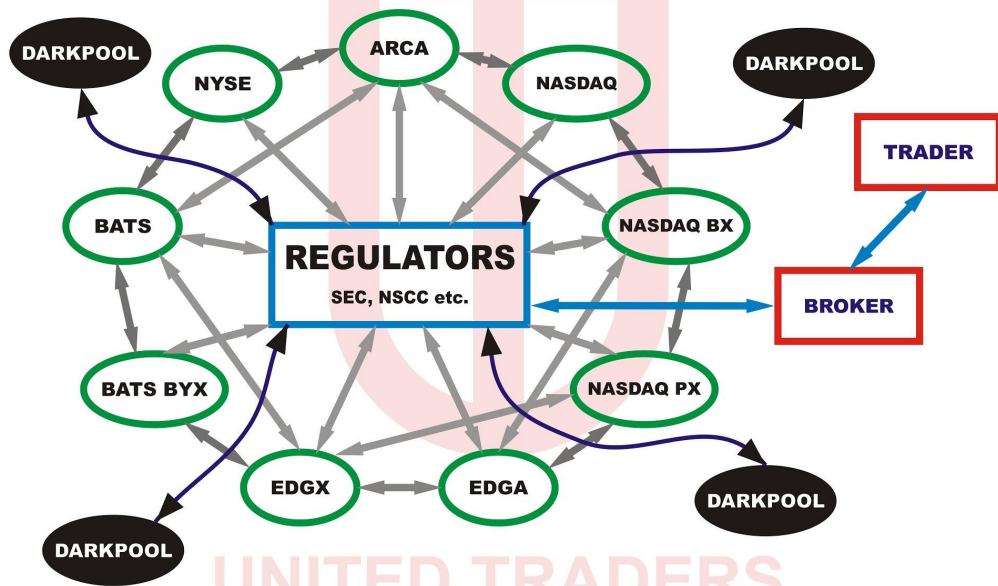 DARKPOOL
ARCA
NYSE
NASDAQ
DARKPOOL
TRADER
BATS
NASDAQ BX
REGULATORS
SEC, NSCC etc.
BROKER
BATS BYX
NASDAQ PX
EDGX
EDGA
DARKPOOL
DARKPOOL
UNITED TRADERS